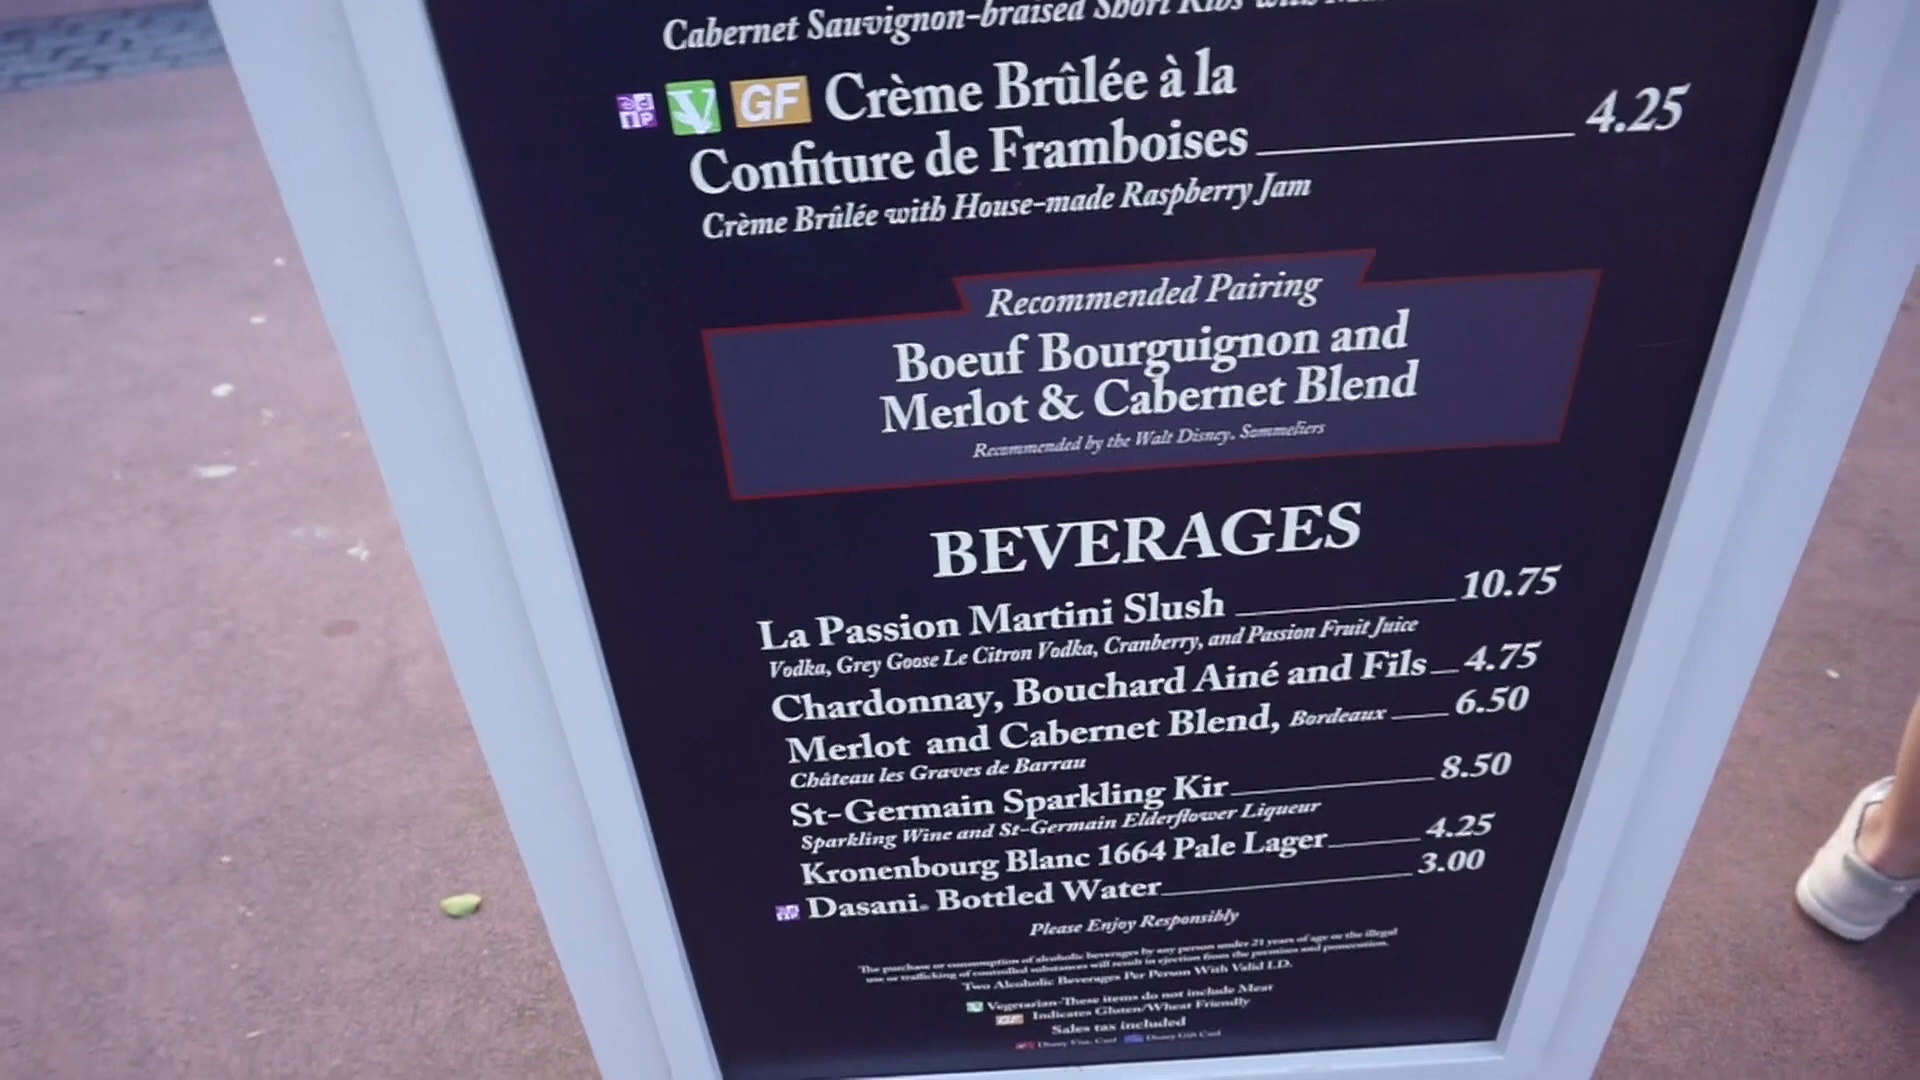 Cabernet Sauvignon-braised Short Ribs with
V GF Crème Brûlée à la
Confiture de Framboises 4.25
Crème Brûlée with House-made Raspberry Jam
Recommended Pairing
Boeuf Bourguignon and
Merlot & Cabernet Blend
Recommended by the Walt Disney® Sommeliers
BEVERAGES
La Passion Martini Slush 10.75
Vodka, Grey Goose Le Citron Vodka, Cranberry, and Passion Fruit Juice
Chardonnay, Bouchard Ainé and Fils 4.75
Merlot and Cabernet Blend, Bordeaux 6.50
Château les Graves de Barrau
St-Germain Sparkling Kir 8.50
Sparkling Wine and St-Germain Elderflower Liqueur
Kronenbourg Blanc 1664 Pale Lager 4.25
Dasani® Bottled Water 3.00
Please Enjoy Responsibly
The purchase or consumption of alcoholic beverages by any person under 21 years of age or the illegal
use or trafficking of controlled substances will result in ejection from the premises and prosecution.
Two Alcoholic Beverages Per Person With Valid I.D.
V Vegetarian-These items do not include Meat
GF Indicates Gluten/Wheat Friendly
Sales tax included
Disney Visa Card Disney Gift Card